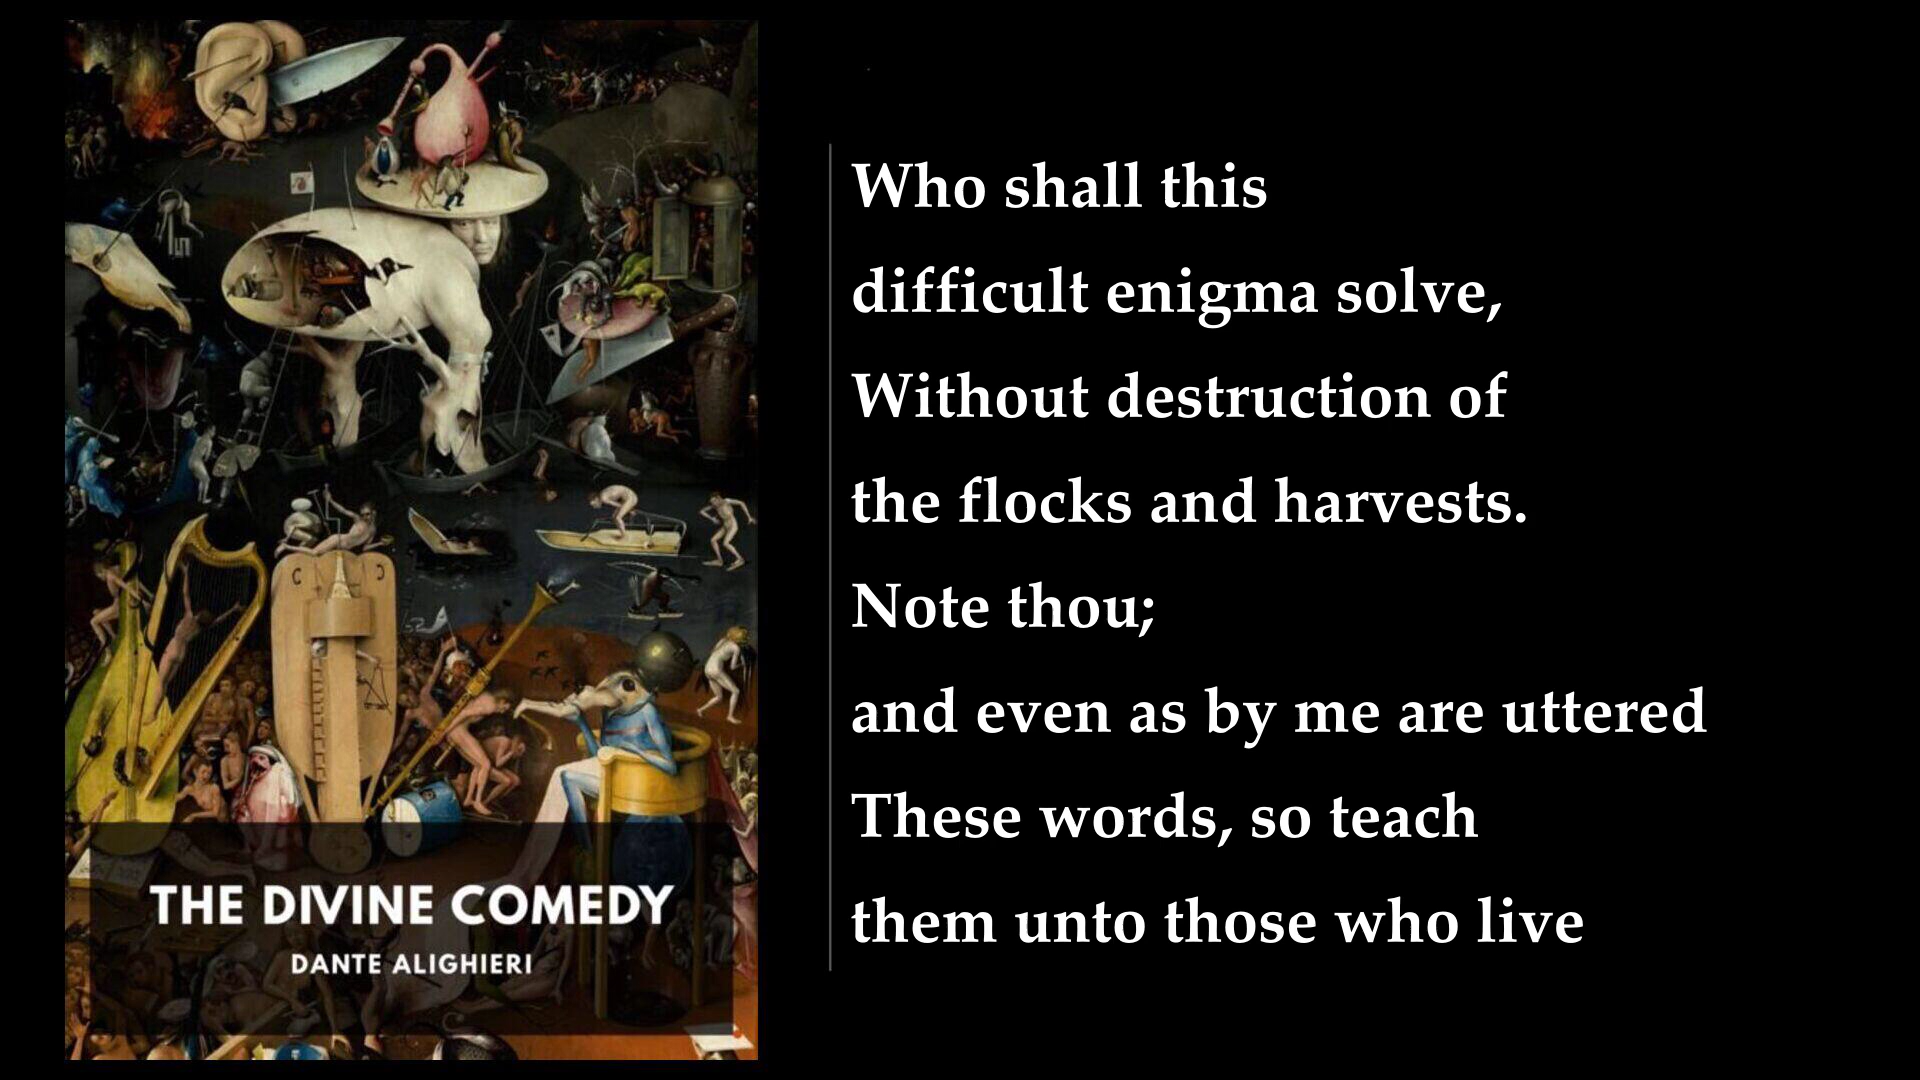 THE DIVINE COMEDY
DANTE ALIGHIERI
Who shall this
difficult enigma solve,
Without destruction of
the flocks and harvests.
Note thou;
and even as by me are uttered
These words, so teach
them unto those who live